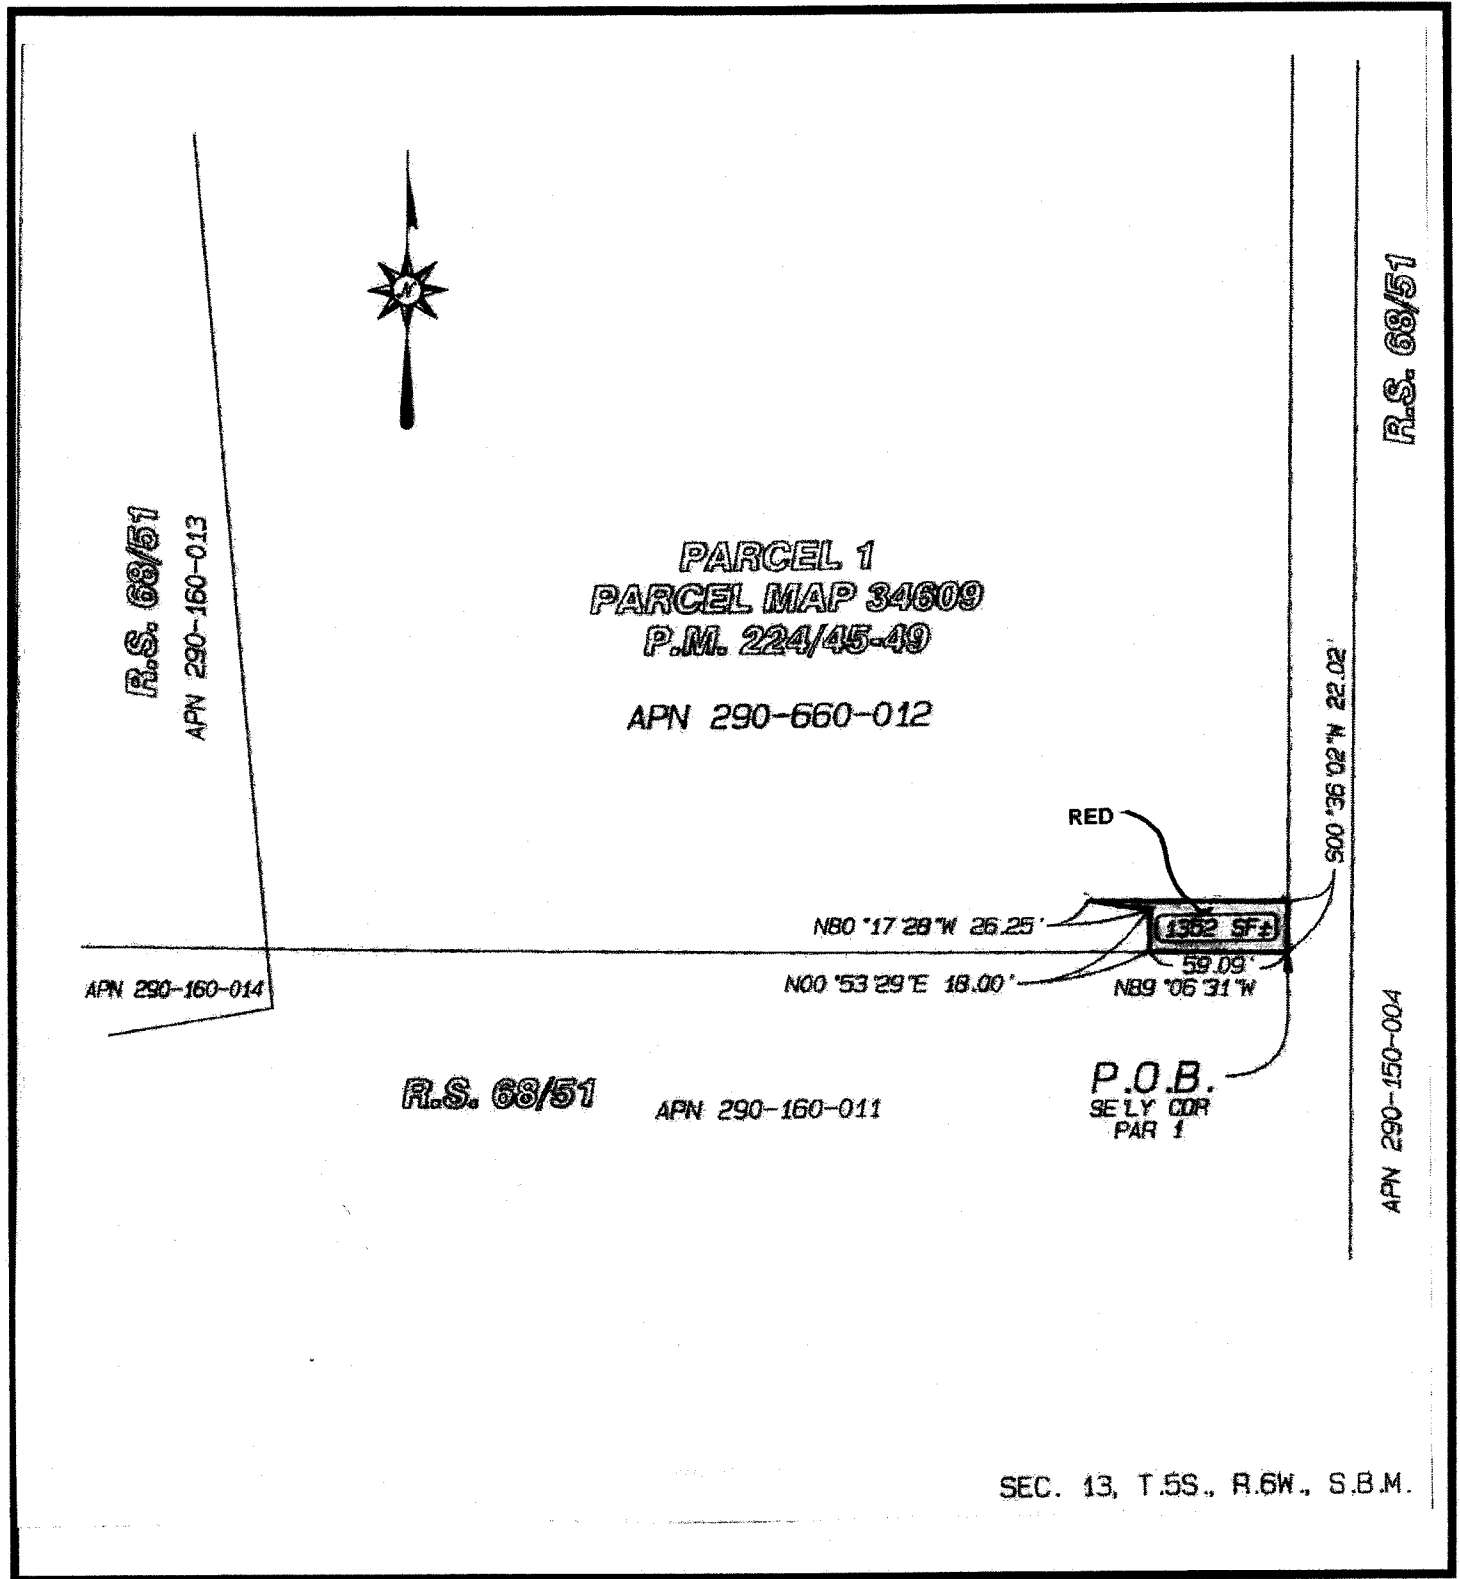 N
R.S. 68/51
R.S. 68/51
APN 290-160-013
PARCEL 1
PARCEL MAP 34609
P.M. 224/45-49
APN 290-660-012
S00°36'02"W 22.02'
RED
N80°17'28"W 26.25'
1352 SF±
59.09'
N89°06'31"W
N00°53'29"E 18.00'
APN 290-160-014
R.S. 68/51
APN 290-160-011
P.O.B.
SE'LY COR
PAR 1
APN 290-150-004
SEC. 13, T.5S., R.6W., S.B.M.